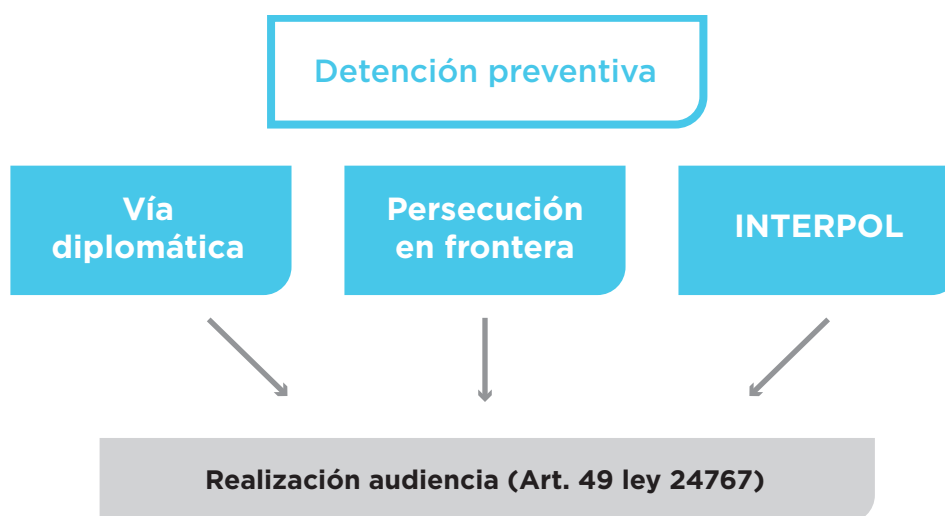 Detención preventiva
Vía
diplomática
Persecución
en frontera
INTERPOL
Realización audiencia (Art. 49 ley 24767)